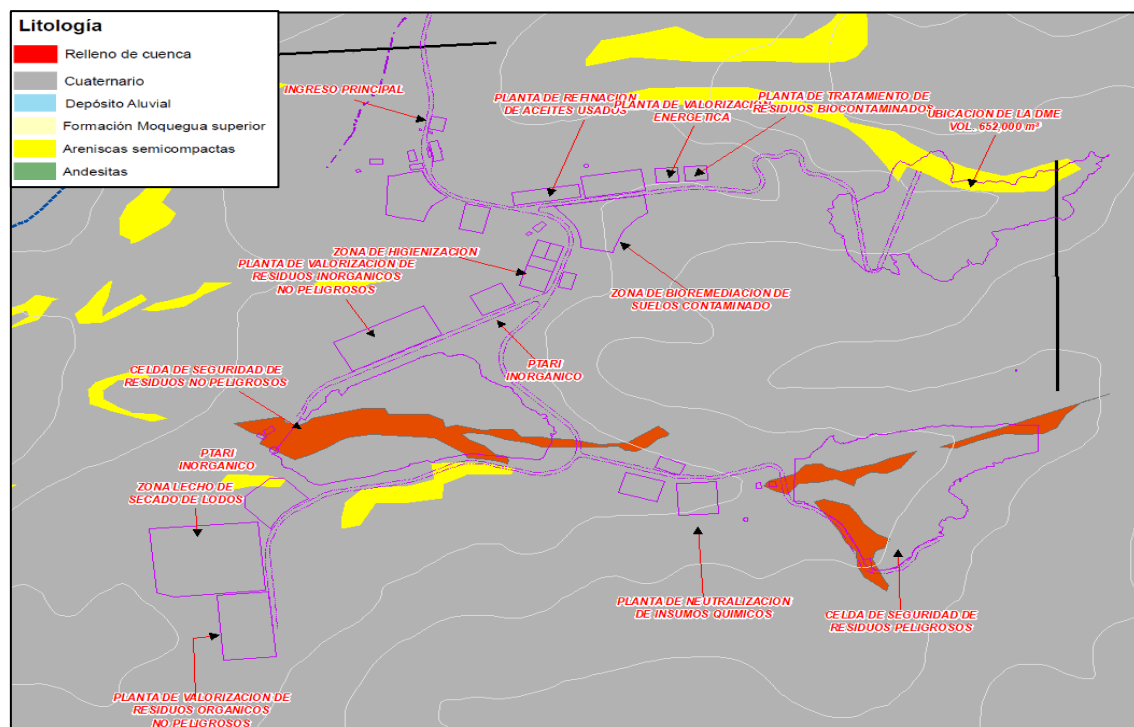 Litología
Relleno de cuenca
Cuaternario
Depósito Aluvial
Formación Moquegua superior
Areniscas semicompactas
Andesitas
INGRESO PRINCIPAL
PLANTA DE REFINACION
DE ACEITES USADOS
PLANTA DE VALORIZACION
ENERGETICA
PLANTA DE TRATAMIENTO DE
RESIDUOS BIOCONTAMINADOS
UBICACION DE LA DME
VOL. 652,000 m³
ZONA DE HIGIENIZACION
PLANTA DE VALORIZACION DE
RESIDUOS INORGANICOS
NO PELIGROSOS
ZONA DE BIOREMEDIACION DE
SUELOS CONTAMINADO
PTARI
INORGANICO
CELDA DE SEGURIDAD DE
RESIDUOS NO PELIGROSOS
PTARI
INORGANICO
ZONA LECHO DE
SECADO DE LODOS
PLANTA DE NEUTRALIZACION
DE INSUMOS QUIMICOS
CELDA DE SEGURIDAD DE
RESIDUOS PELIGROSOS
PLANTA DE VALORIZACION DE
RESIDUOS ORGANICOS
NO PELIGROSOS